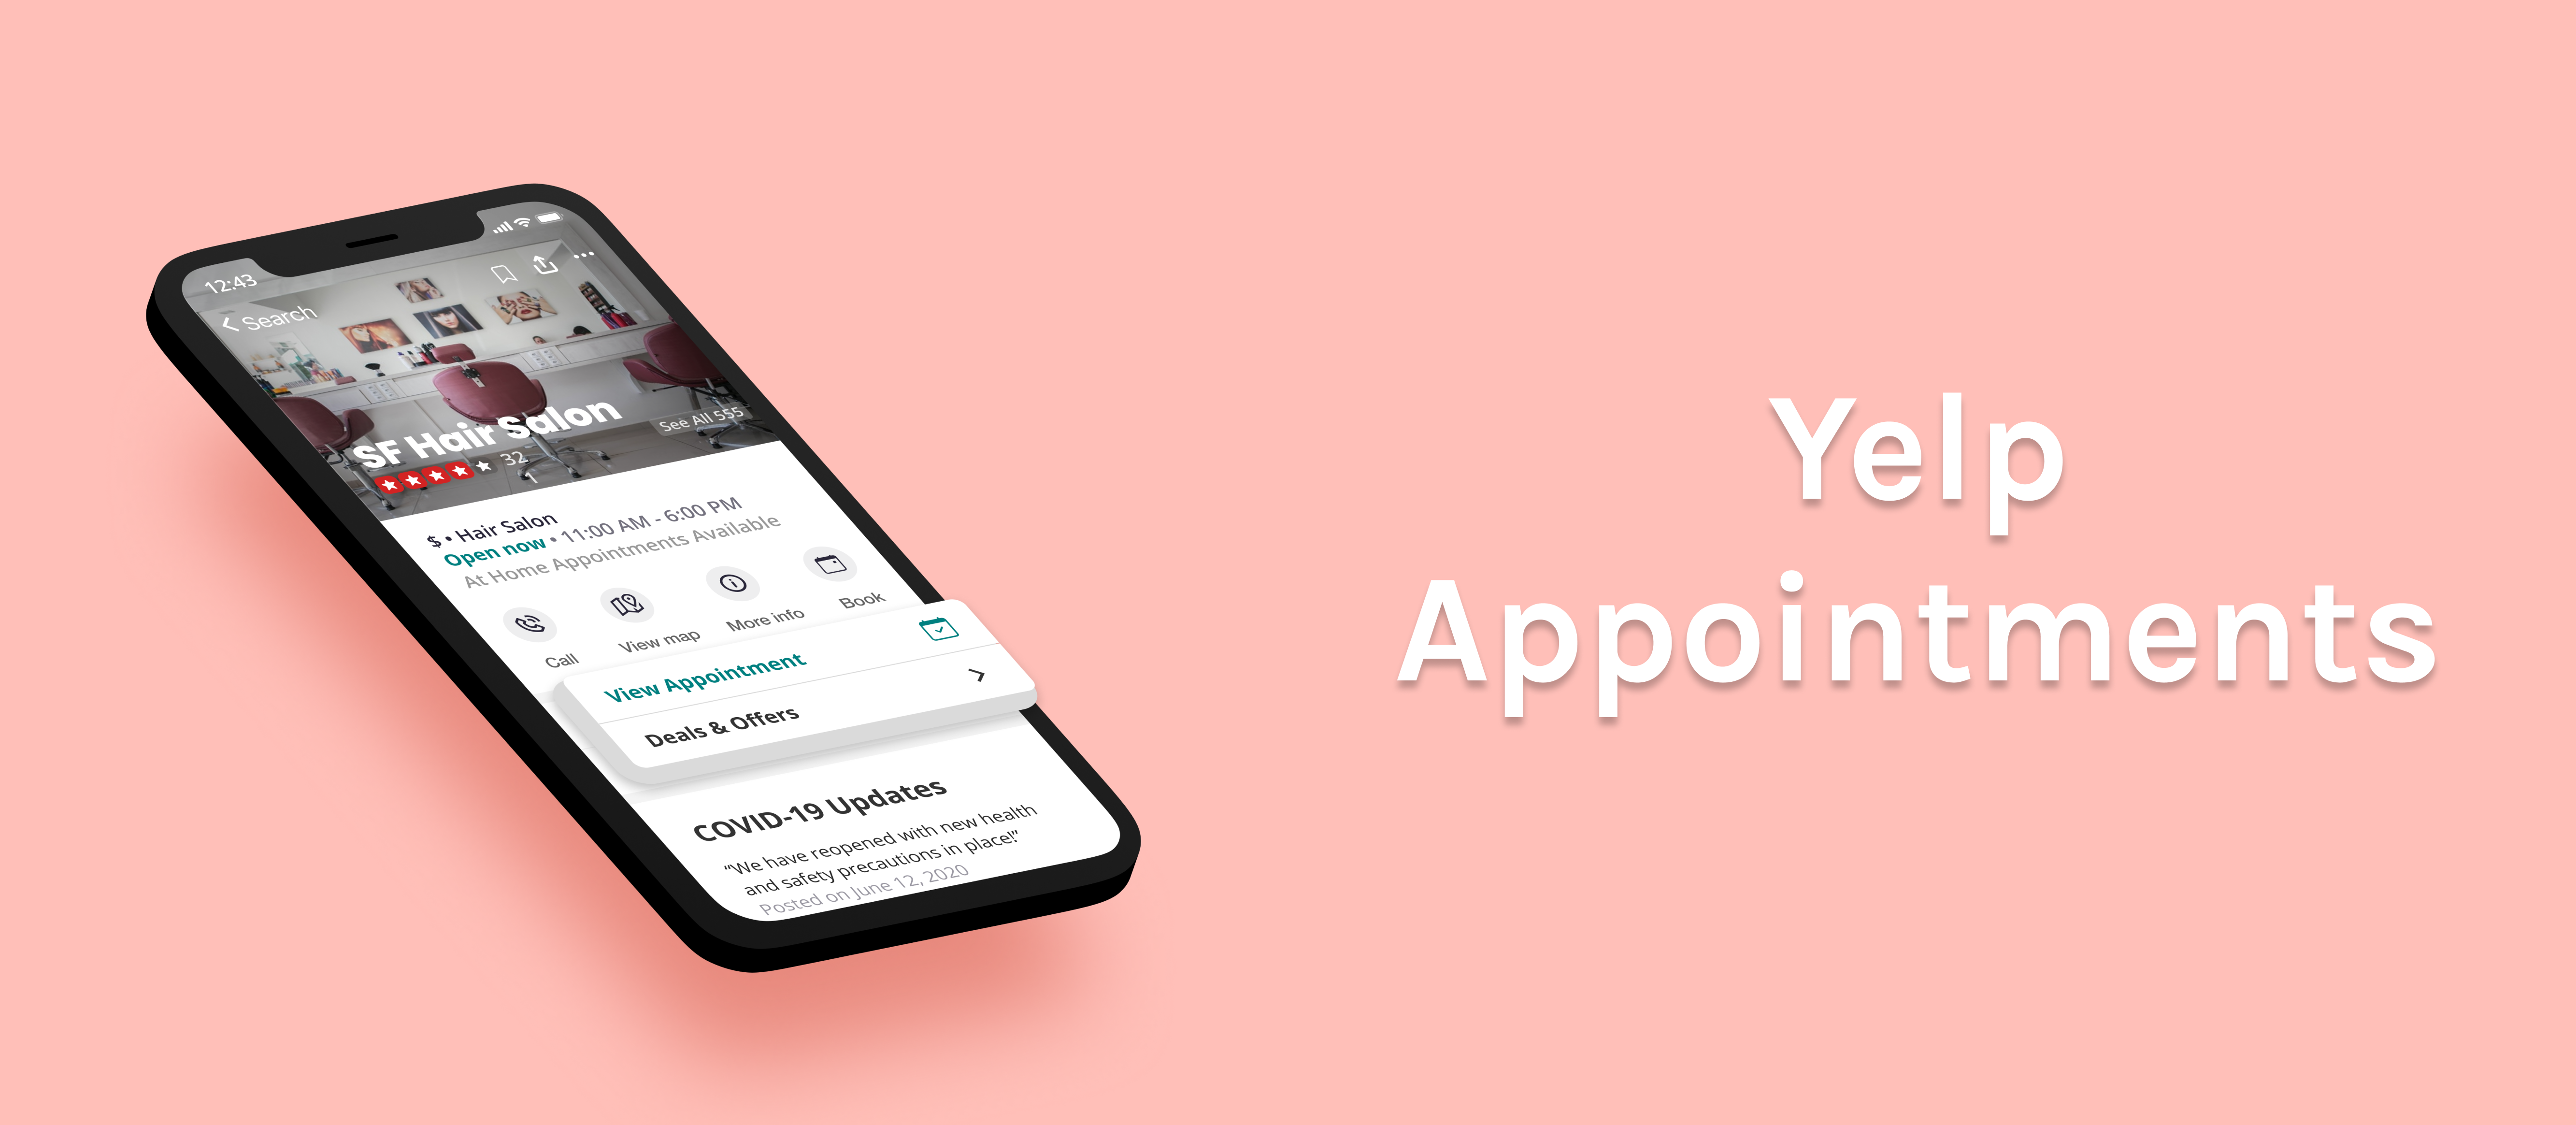 12:43
Search
SF Hair Salon
See All 555
32
1
$ • Hair Salon
Open now • 11:00 AM - 6:00 PM
At Home Appointments Available
Call
View map
More info
Book
View Appointment
Deals & Offers
COVID-19 Updates
“We have reopened with new health
and safety precautions in place!”
Posted on June 12, 2020
Yelp
Appointments